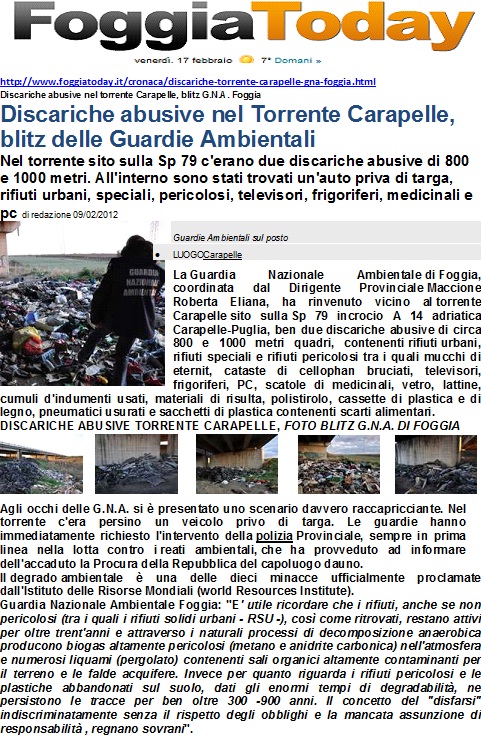 FoggiaToday
venerdì, 17 febbraio 7° Domani »
http://www.foggiatoday.it/cronaca/discariche-torrente-carapelle-gna-foggia.html
Discariche abusive nel torrente Carapelle, blitz G.N.A. Foggia
Discariche abusive nel Torrente Carapelle,
blitz delle Guardie Ambientali
Nel torrente sito sulla Sp 79 c'erano due discariche abusive di 800
e 1000 metri. All'interno sono stati trovati un'auto priva di targa,
rifiuti urbani, speciali, pericolosi, televisori, frigoriferi, medicinali e
pc di redazione 09/02/2012
GUARDIA
NAZIONALE
AMBIENTALE
Guardie Ambientali sul posto
• LUOGOCarapelle
La Guardia Nazionale Ambientale di Foggia,
coordinata dal Dirigente Provinciale Maccione
Roberta Eliana, ha rinvenuto vicino al torrente
Carapelle sito sulla Sp 79 incrocio A 14 adriatica
Carapelle-Puglia, ben due discariche abusive di circa
800 e 1000 metri quadri, contenenti rifiuti urbani,
rifiuti speciali e rifiuti pericolosi tra i quali mucchi di
eternit, cataste di cellophan bruciati, televisori,
frigoriferi, PC, scatole di medicinali, vetro, lattine,
cumuli d'indumenti usati, materiali di risulta, polistirolo, cassette di plastica e di
legno, pneumatici usurati e sacchetti di plastica contenenti scarti alimentari.
DISCARICHE ABUSIVE TORRENTE CARAPELLE, FOTO BLITZ G.N.A. DI FOGGIA
Agli occhi delle G.N.A. si è presentato uno scenario davvero raccapricciante. Nel
torrente c'era persino un veicolo privo di targa. Le guardie hanno
immediatamente richiesto l'intervento della polizia Provinciale, sempre in prima
linea nella lotta contro i reati ambientali, che ha provveduto ad informare
dell'accaduto la Procura della Repubblica del capoluogo dauno.
Il degrado ambientale è una delle dieci minacce ufficialmente proclamate
dall'Istituto delle Risorse Mondiali (world Resources Institute).
Guardia Nazionale Ambientale Foggia: "E' utile ricordare che i rifiuti, anche se non
pericolosi (tra i quali i rifiuti solidi urbani - RSU -), così come ritrovati, restano attivi
per oltre trent'anni e attraverso i naturali processi di decomposizione anaerobica
producono biogas altamente pericolosi (metano e anidrite carbonica) nell'atmosfera
e numerosi liquami (pergolato) contenenti sali organici altamente contaminanti per
il terreno e le falde acquifere. Invece per quanto riguarda i rifiuti pericolosi e le
plastiche abbandonati sul suolo, dati gli enormi tempi di degradabilità, ne
persistono le tracce per ben oltre 300 -900 anni. Il concetto del "disfarsi"
indiscriminatamente senza il rispetto degli obblighi e la mancata assunzione di
responsabilità , regnano sovrani".